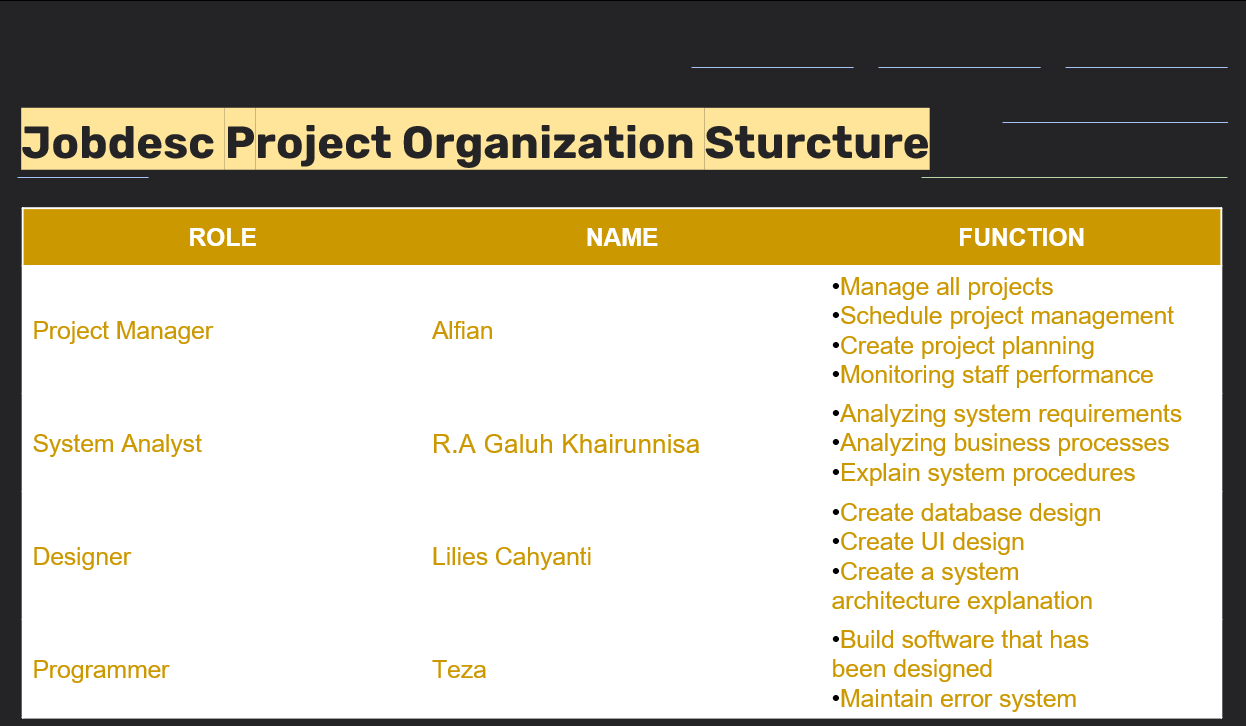 Jobdesc Project Organization Sturcture
ROLE NAME FUNCTION
Project Manager Alfian
•Manage all projects
•Schedule project management
•Create project planning
•Monitoring staff performance
System Analyst R.A Galuh Khairunnisa
•Analyzing system requirements
•Analyzing business processes
•Explain system procedures
Designer Lilies Cahyanti
•Create database design
•Create UI design
•Create a system
architecture explanation
Programmer Teza
•Build software that has
been designed
•Maintain error system